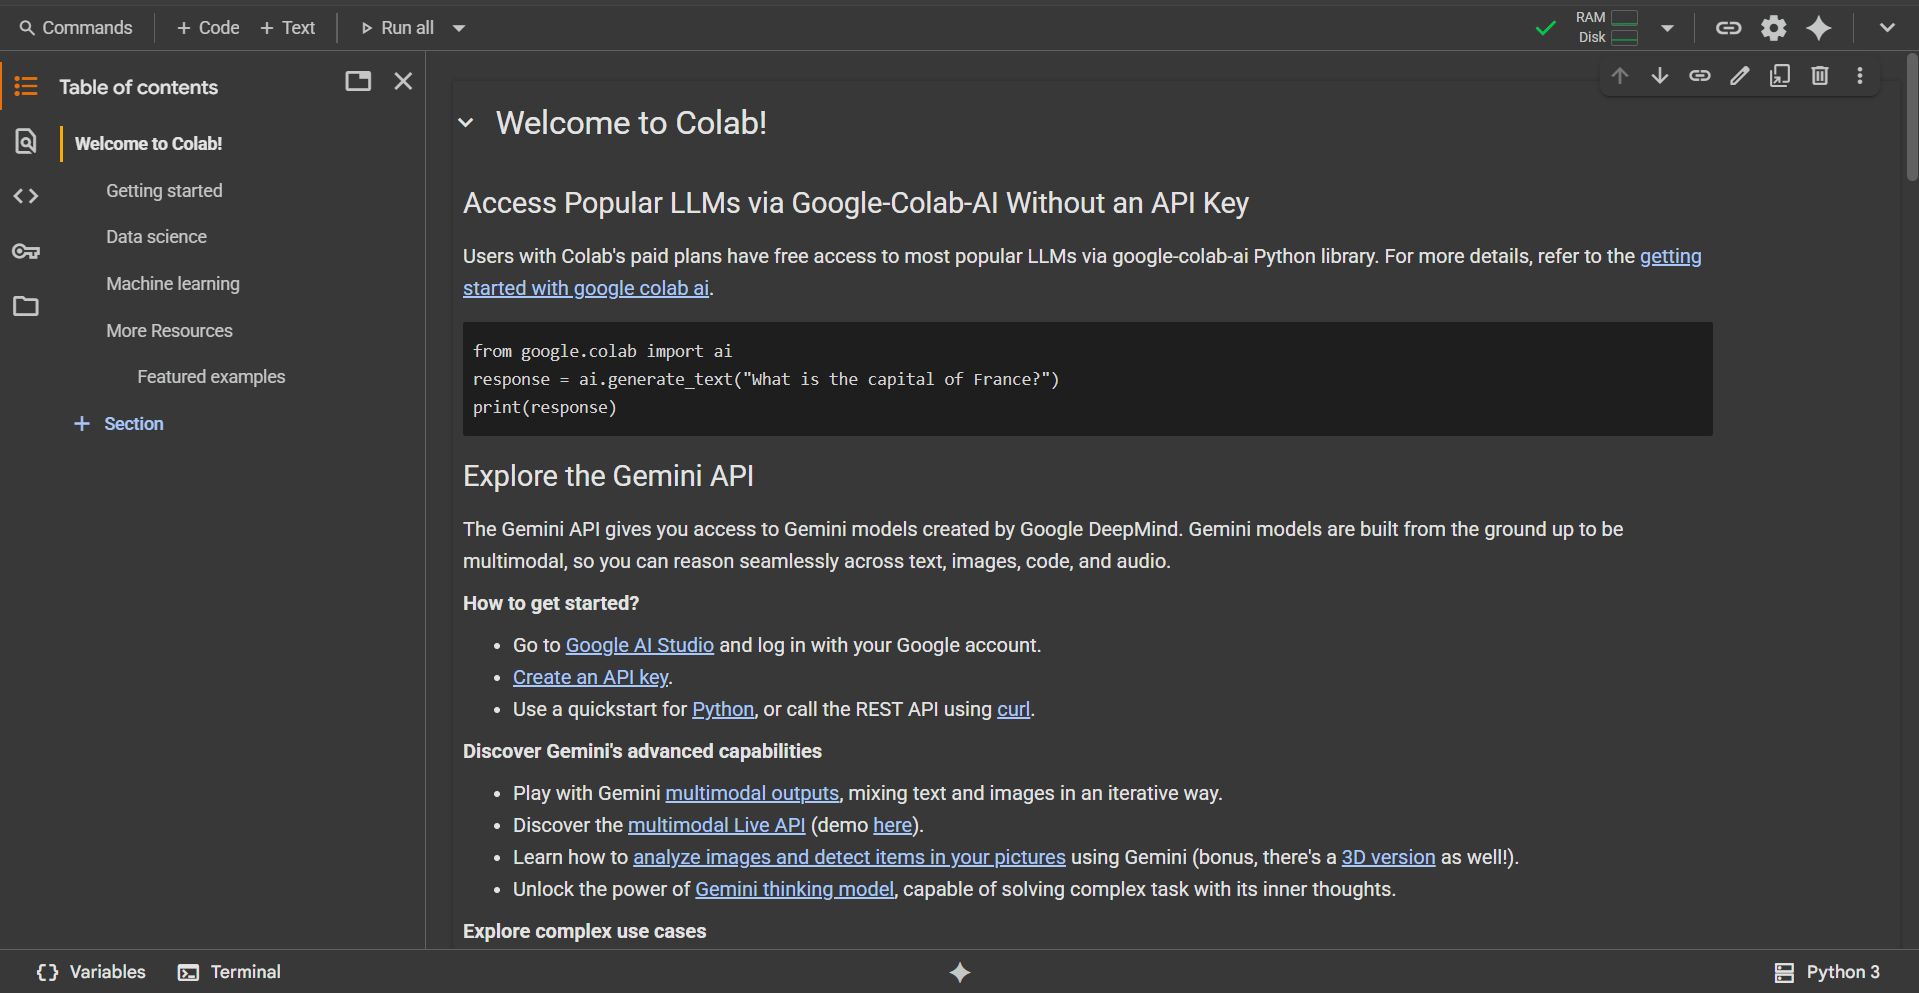 Commands
+ Code
+ Text
Run all
RAM
Disk
Table of contents
Welcome to Colab!
Getting started
Data science
Machine learning
More Resources
Featured examples
+ Section
Welcome to Colab!
Access Popular LLMs via Google-Colab-AI Without an API Key
Users with Colab's paid plans have free access to most popular LLMs via google-colab-ai Python library. For more details, refer to the getting
started with google colab ai.
from google.colab import ai
response = ai.generate_text("What is the capital of France?")
print(response)
Explore the Gemini API
The Gemini API gives you access to Gemini models created by Google DeepMind. Gemini models are built from the ground up to be
multimodal, so you can reason seamlessly across text, images, code, and audio.
How to get started?
• Go to Google AI Studio and log in with your Google account.
• Create an API key.
• Use a quickstart for Python, or call the REST API using curl.
Discover Gemini's advanced capabilities
• Play with Gemini multimodal outputs, mixing text and images in an iterative way.
• Discover the multimodal Live API (demo here).
• Learn how to analyze images and detect items in your pictures using Gemini (bonus, there's a 3D version as well!).
• Unlock the power of Gemini thinking model, capable of solving complex task with its inner thoughts.
Explore complex use cases
Variables
Terminal
Python 3